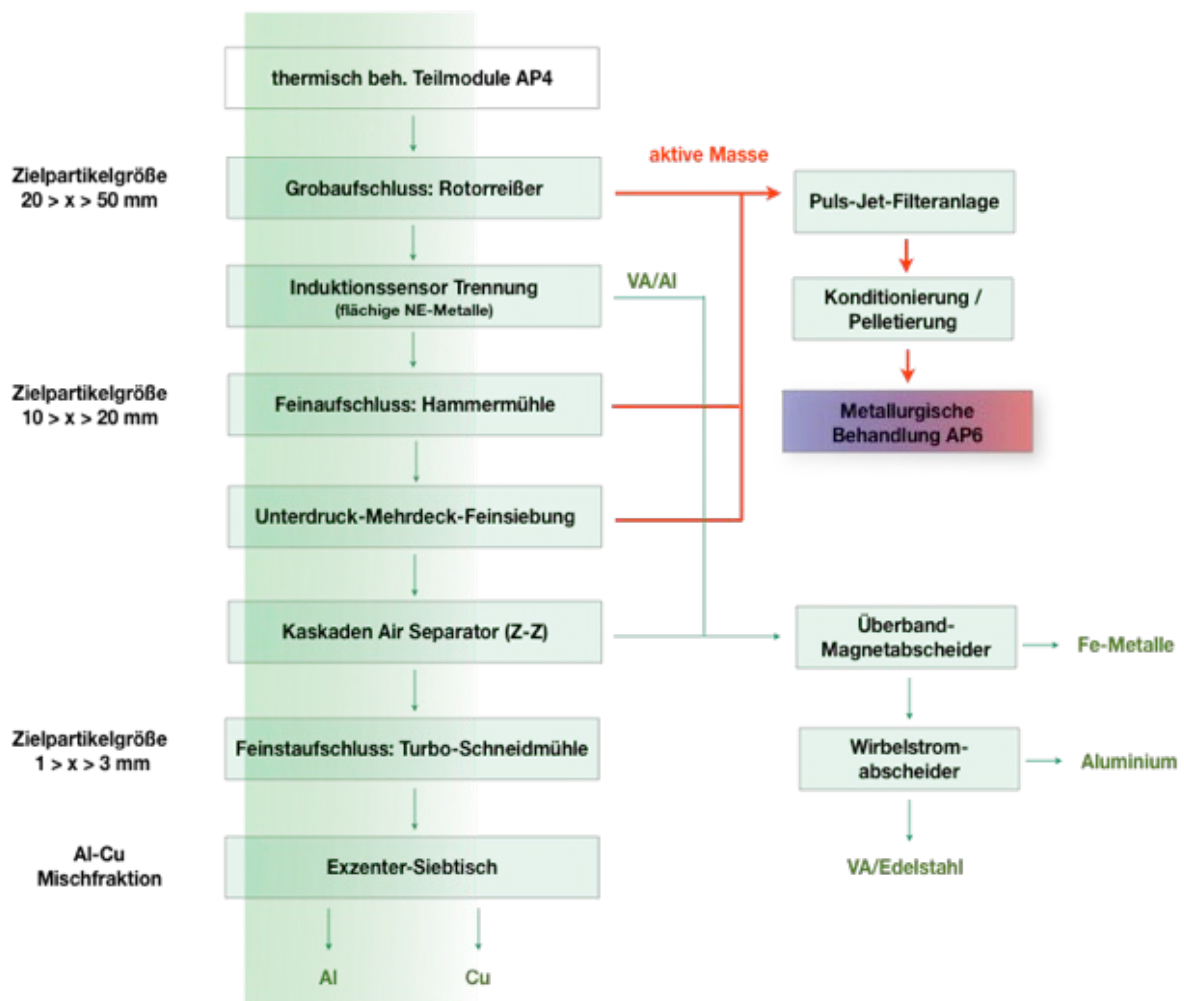 thermisch beh. Teilmodule AP4
Zielpartikelgröße
20 > x > 50 mm
Grobaufschluss: Rotorreißer
aktive Masse
Puls-Jet-Filteranlage
Induktionssensor Trennung
(flächige NE-Metalle)
VA/Al
Konditionierung /
Pelletierung
Zielpartikelgröße
10 > x > 20 mm
Feinaufschluss: Hammermühle
Metallurgische
Behandlung AP6
Unterdruck-Mehrdeck-Feinsiebung
Kaskaden Air Separator (Z-Z)
Überband-
Magnetabscheider
Fe-Metalle
Zielpartikelgröße
1 > x > 3 mm
Feinstaufschluss: Turbo-Schneidmühle
Wirbelstrom-
abscheider
Aluminium
Al-Cu
Mischfraktion
Exzenter-Siebtisch
VA/Edelstahl
Al
Cu